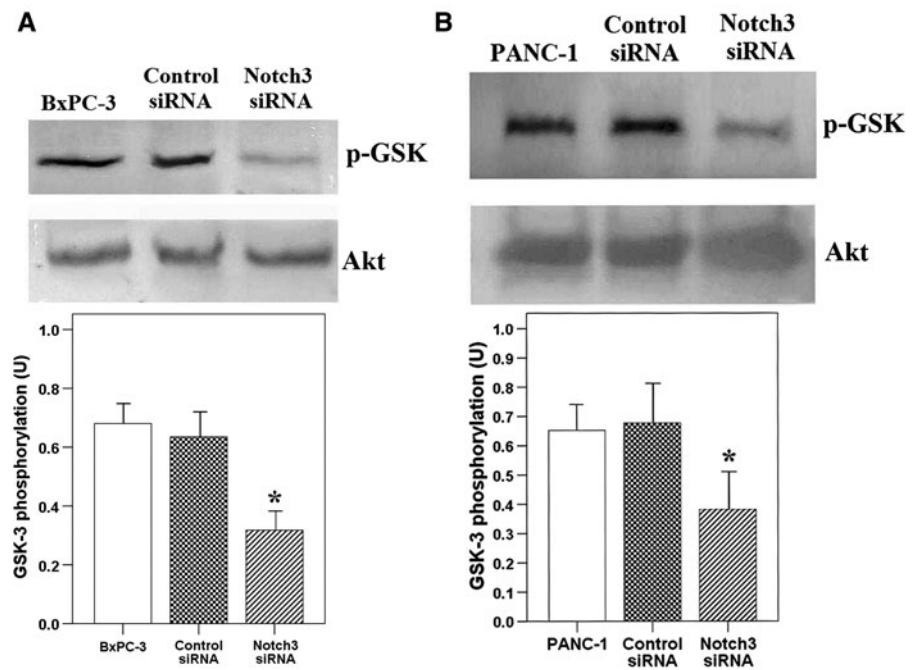 A
BxPC-3
Control
siRNA
Notch3
siRNA
p-GSK
Akt
GSK-3 phosphorylation (U)
1.0
0.8
0.6
0.4
0.2
0.0
*
BxPC-3
Control
siRNA
Notch3
siRNA
B
PANC-1
Control
siRNA
Notch3
siRNA
p-GSK
Akt
GSK-3 phosphorylation (U)
1.0
0.9
0.8
0.7
0.6
0.5
0.4
0.3
0.2
0.1
0.0
*
PANC-1
Control
siRNA
Notch3
siRNA